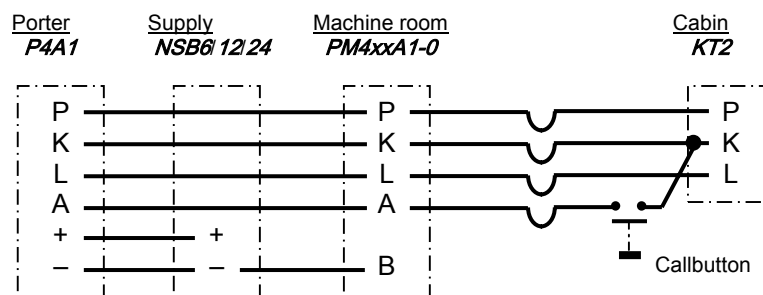 Porter Supply Machine room Cabin
P4A1 NSB6/12/24 PM4xxA1-0 KT2
P P P
K K K
L L L
A A
+ +
– – B
Callbutton